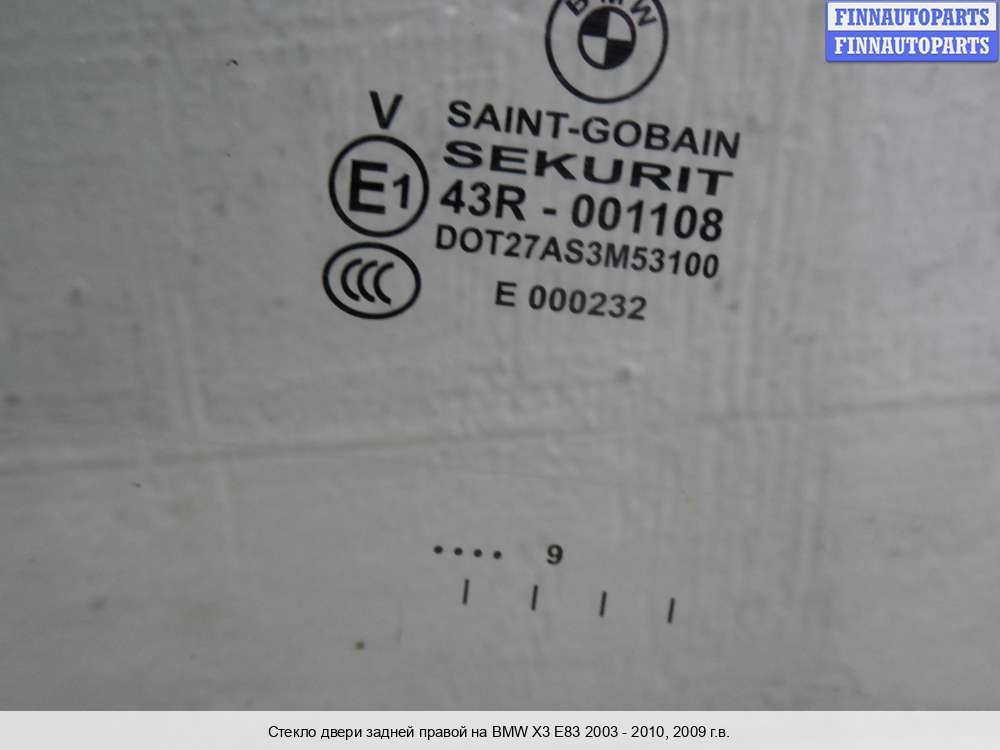 FINNAUTOPARTS
FINNAUTOPARTS
BMW
V
SAINT-GOBAIN
SEKURIT
E1
43R - 001108
DOT27AS3M53100
CCC
E 000232
.... 9
| | | |
Стекло двери задней правой на BMW X3 E83 2003 - 2010, 2009 г.в.